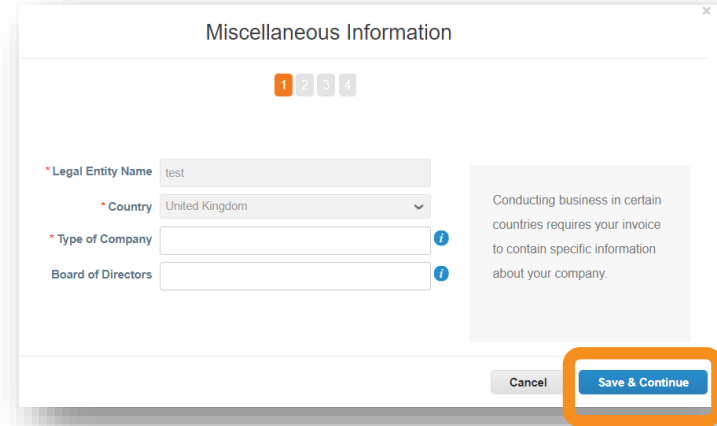 ×
Miscellaneous Information
1 2 3 4
* Legal Entity Name test
* Country United Kingdom
* Type of Company i
Board of Directors i
Conducting business in certain
countries requires your invoice
to contain specific information
about your company.
Cancel Save & Continue